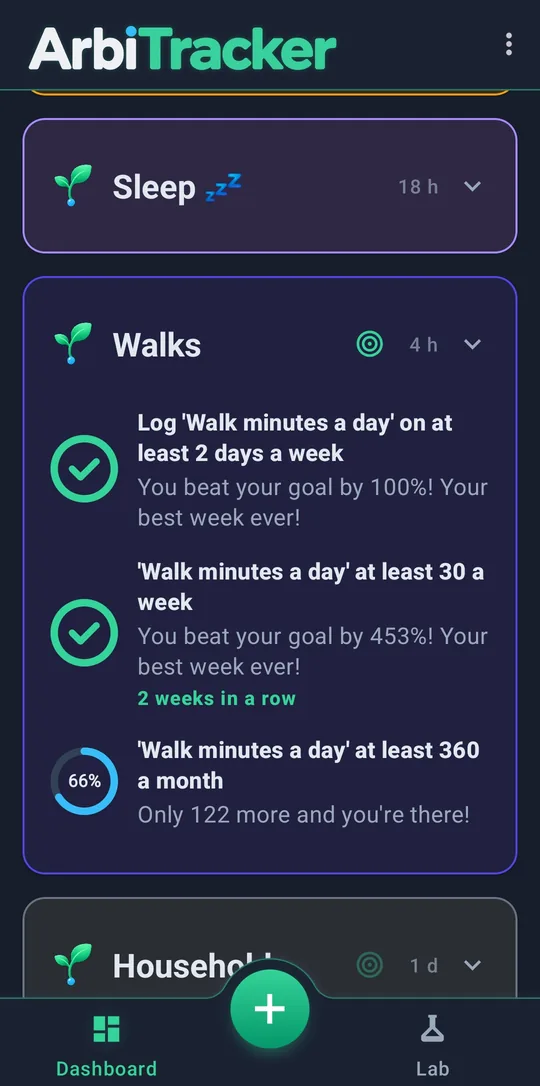 ArbiTracker
Sleep 💤
18 h
Walks
4 h
Log 'Walk minutes a day' on at
least 2 days a week
You beat your goal by 100%! Your
best week ever!
'Walk minutes a day' at least 30 a
week
You beat your goal by 453%! Your
best week ever!
2 weeks in a row
66%
'Walk minutes a day' at least 360
a month
Only 122 more and you're there!
Household
1 d
Dashboard
Lab